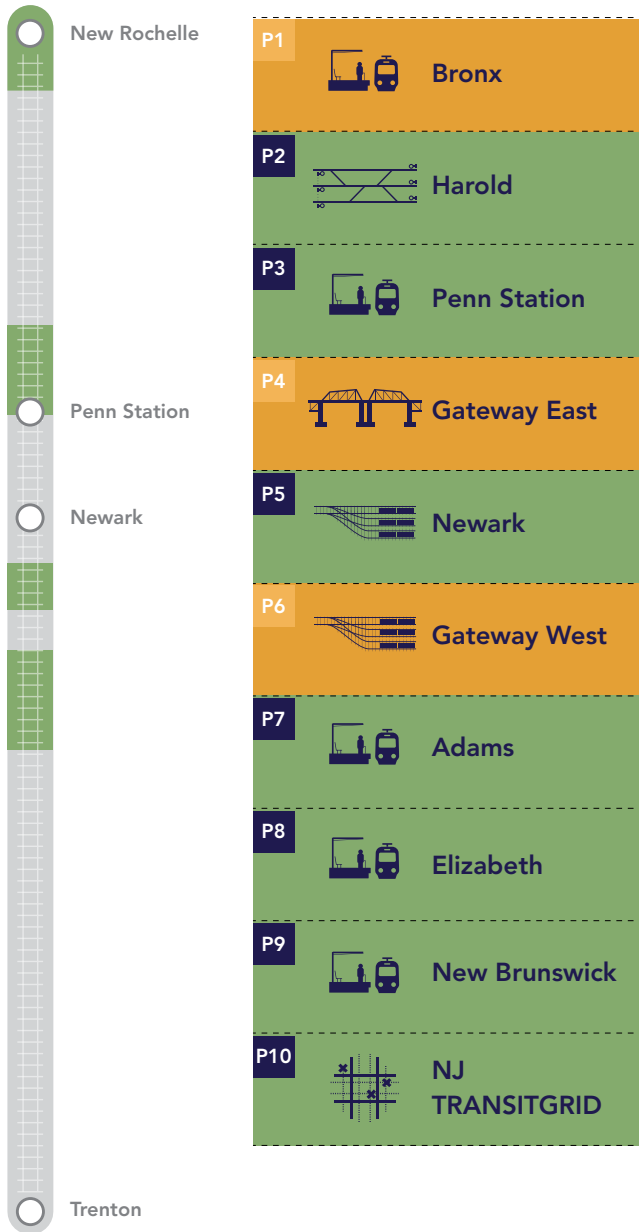 New Rochelle
Penn Station
Newark
Trenton
P1
Bronx
P2
Harold
P3
Penn Station
P4
Gateway East
P5
Newark
P6
Gateway West
P7
Adams
P8
Elizabeth
P9
New Brunswick
P10
NJ
TRANSITGRID